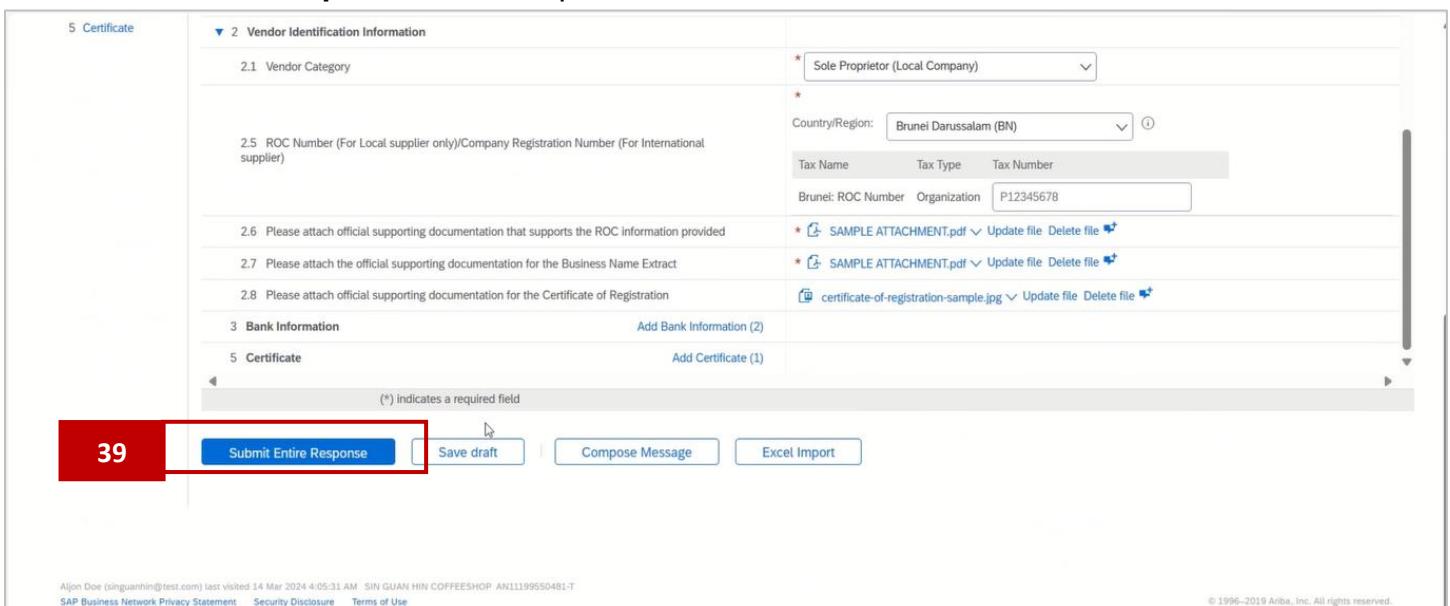 5 Certificate
▼ 2 Vendor Identification Information
2.1 Vendor Category
* Sole Proprietor (Local Company)
*
Country/Region: Brunei Darussalam (BN)
2.5 ROC Number (For Local supplier only)/Company Registration Number (For International
supplier)
Tax Name Tax Type Tax Number
Brunei: ROC Number Organization P12345678
2.6 Please attach official supporting documentation that supports the ROC information provided
* SAMPLE ATTACHMENT.pdf Update file Delete file
2.7 Please attach the official supporting documentation for the Business Name Extract
* SAMPLE ATTACHMENT.pdf Update file Delete file
2.8 Please attach official supporting documentation for the Certificate of Registration
certificate-of-registration-sample.jpg Update file Delete file
3 Bank Information Add Bank Information (2)
5 Certificate Add Certificate (1)
(*) indicates a required field
39
Submit Entire Response Save draft Compose Message Excel Import
Aljon Doe (singuanhin@test.com) last visited 14 Mar 2024 4:05:31 AM SIN GUAN HIN COFFEESHOP AN11199550481-T
SAP Business Network Privacy Statement Security Disclosure Terms of Use
© 1996–2019 Ariba, Inc. All rights reserved.